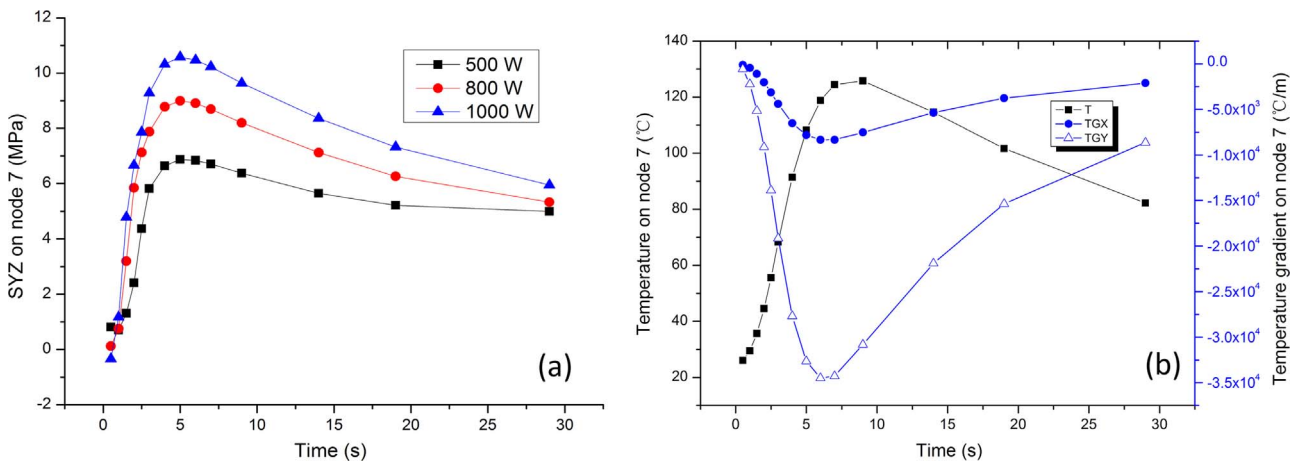 12
10
8
6
4
2
0
-2
SYZ on node 7 (MPa)
500 W
800 W
1000 W
(a)
0 5 10 15 20 25 30
Time (s)
140
120
100
80
60
40
20
Temperature on node 7 (℃)
T
TGX
TGY
(b)
0 5 10 15 20 25 30
Time (s)
0.0
-5.0x10³
-1.0x10⁴
-1.5x10⁴
-2.0x10⁴
-2.5x10⁴
-3.0x10⁴
-3.5x10⁴
Temperature gradient on node 7 (℃/m)